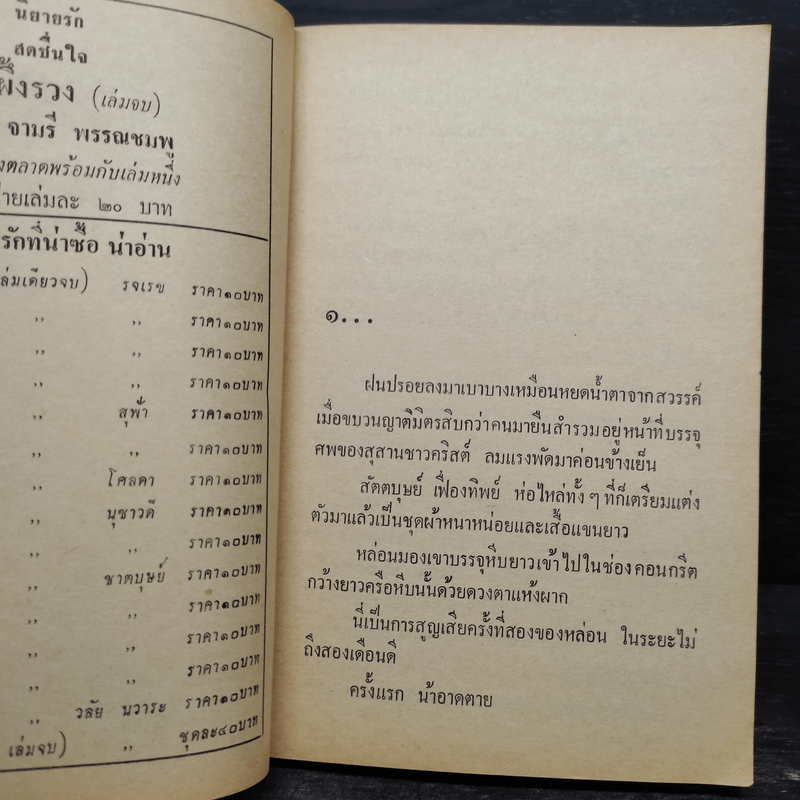 นิยายรัก
สดชื่นใจ
ผึ้งรวง (เล่มจบ)
จามรี พรรณชมพู
งตลาดพร้อมกับเล่มหนึ่ง
ายเล่มละ ๒๐ บาท
รักที่น่าซื้อ น่าอ่าน
ล่มเดียวจบ) รจเรข ราคา๑๐บาท
,, ,, ราคา๑๐บาท
,, ,, ราคา๑๐บาท
,, ,, ราคา๑๐บาท
,, สุฟ้า ราคา๑๐บาท
,, ,, ราคา๑๐บาท
,, โศลดา ราคา๑๐บาท
,, นุชาวดี ราคา๑๐บาท
,, ,, ราคา๑๐บาท
,, ชาตบุษย์ ราคา๑๐บาท
,, ,, ราคา๑๐บาท
,, ,, ราคา๑๐บาท
,, ,, ราคา๑๐บาท
,, วลัย นวาระ ราคา๑๐บาท
เล่มจบ) ,, ชุดละ๔๐บาท
๑...
ฝนปรอยลงมาเบาบางเหมือนหยดน้ำตาจากสวรรค์
เมื่อขบวนญาติมิตรสิบกว่าคนมายืนสำรวมอยู่หน้าที่บรรจุ
ศพของสุสานชาวคริสต์ ลมแรงพัดมาค่อนข้างเย็น
สัตตบุษย์ เฟื่องทิพย์ ห่อไหล่ทั้ง ๆ ที่ก็เตรียมแต่ง
ตัวมาแล้วเป็นชุดผ้าหนาหน่อยและเสื้อแขนยาว
หล่อนมองเขาบรรจุหีบยาวเข้าไปในช่องคอนกรีต
กว้างยาวครือหีบนั้นด้วยดวงตาแห้งผาก
นี่เป็นการสูญเสียครั้งที่สองของหล่อน ในระยะไม่
ถึงสองเดือนดี
ครั้งแรก น้าอาดตาย